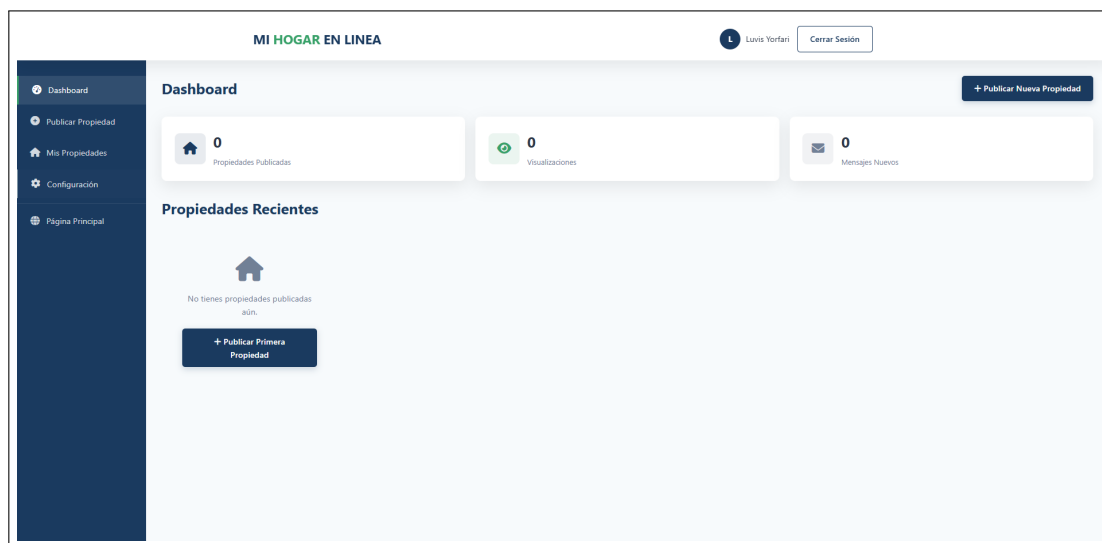 MI HOGAR EN LINEA
L
Luvis Yorfari
Cerrar Sesión
Dashboard
Publicar Propiedad
Mis Propiedades
Configuración
Página Principal
Dashboard
+ Publicar Nueva Propiedad
0
Propiedades Publicadas
0
Visualizaciones
0
Mensajes Nuevos
Propiedades Recientes
No tienes propiedades publicadas
aún.
+ Publicar Primera
Propiedad